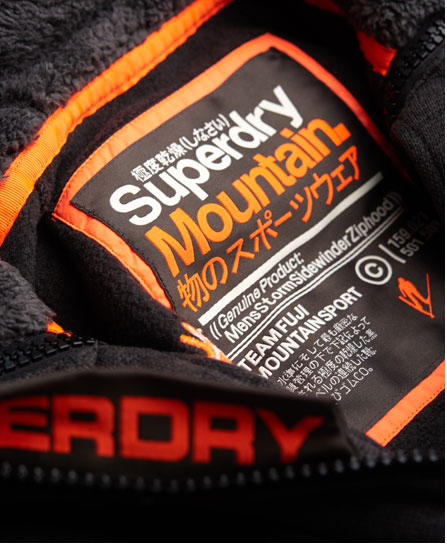 極度乾燥(しなさい)
Superdry
Mountain.
物のスポーツウェア
// Genuine Product:
MensStormSidewinderZiphood //
©
TEAM FUJI
MOUNTAINSPORT
ERDRY